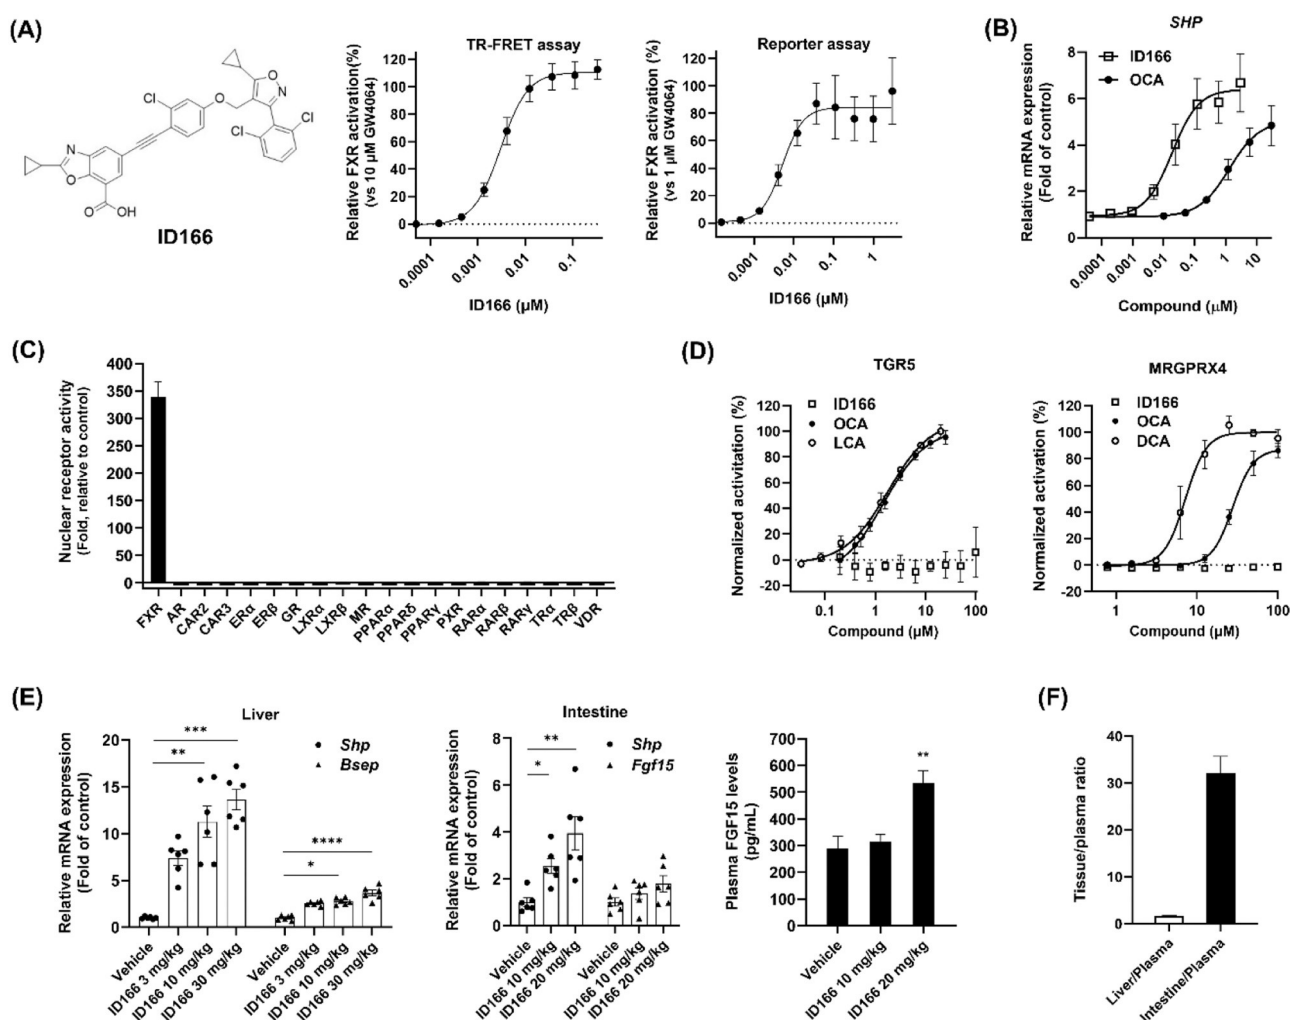 (A)
Cl
O
O
N
Cl
Cl
N
O
O
OH
ID166
TR-FRET assay
Relative FXR activation(%)
(vs 10 µM GW4064)
120
100
80
60
40
20
0
0.0001
0.001
0.01
0.1
ID166 (µM)
Reporter assay
Relative FXR activation (%)
(vs 1 µM GW4064)
120
100
80
60
40
20
0
0.001
0.01
0.1
1
ID166 (µM)
(B)
SHP
ID166
OCA
Relative mRNA expression
(Fold of control)
8
6
4
2
0
0.0001
0.001
0.01
0.1
1
10
Compound (µM)
(C)
Nuclear receptor activity
(Fold, relative to control)
400
350
300
250
200
150
100
50
0
FXR
AR
CAR2
CAR3
ERα
ERβ
GR
LXRα
LXRβ
MR
PPARα
PPARδ
PPARγ
PXR
RARα
RARβ
RARγ
TRα
TRβ
VDR
(D)
TGR5
ID166
OCA
LCA
Normalized activitation (%)
120
100
80
60
40
20
0
-20
0.1
1
10
100
Compound (µM)
MRGPRX4
ID166
OCA
DCA
Normalized activation (%)
120
100
80
60
40
20
0
-20
1
10
100
Compound (µM)
(E)
Liver
Shp
Bsep
***
**
****
*
Relative mRNA expression
(Fold of control)
20
15
10
5
0
Vehicle
ID166 3 mg/kg
ID166 10 mg/kg
ID166 30 mg/kg
Vehicle
ID166 3 mg/kg
ID166 10 mg/kg
ID166 30 mg/kg
Intestine
Shp
Fgf15
**
*
Relative mRNA expression
(Fold of control)
8
6
4
2
0
Vehicle
ID166 10 mg/kg
ID166 20 mg/kg
Vehicle
ID166 10 mg/kg
ID166 20 mg/kg
Plasma FGF15 levels
(pg/mL)
700
600
500
400
300
200
100
0
**
Vehicle
ID166 10 mg/kg
ID166 20 mg/kg
(F)
Tissue/plasma ratio
40
30
20
10
0
Liver/Plasma
Intestine/Plasma